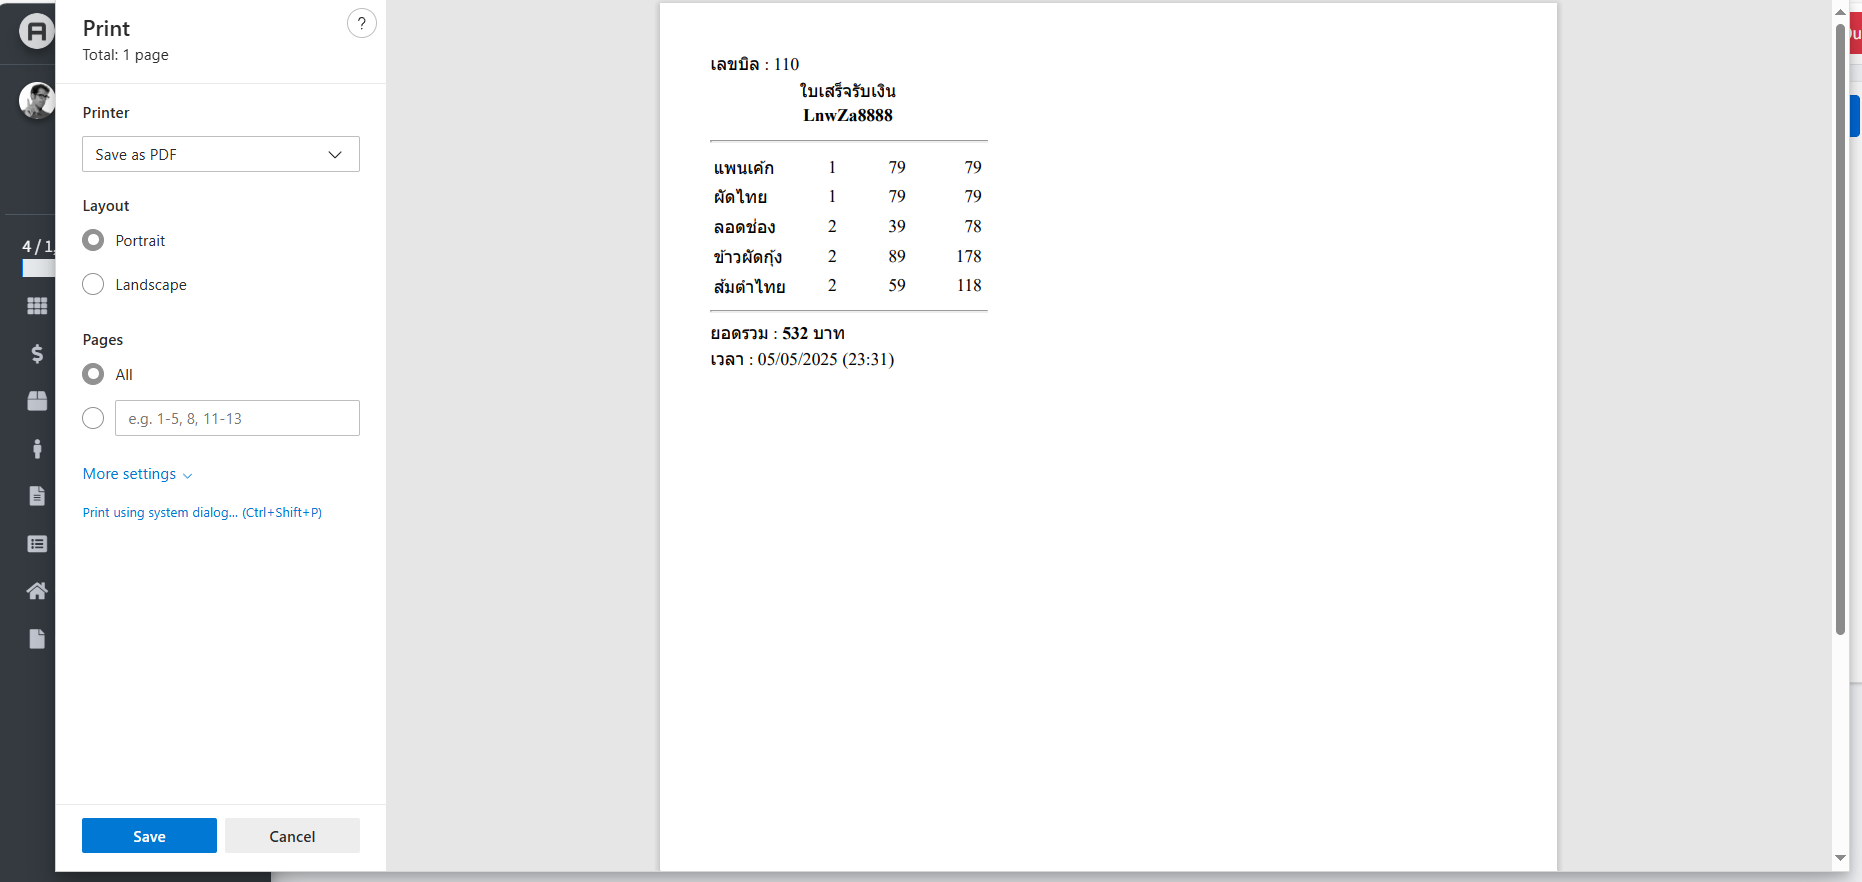 Print
Total: 1 page
?
Printer
Save as PDF
Layout
Portrait
Landscape
Pages
All
e.g. 1-5, 8, 11-13
More settings
Print using system dialog... (Ctrl+Shift+P)
Save
Cancel
4 / 1,
เลขบิล : 110
ใบเสร็จรับเงิน
LnwZa8888
แพนเค้ก 1 79 79
ผัดไทย 1 79 79
ลอดช่อง 2 39 78
ข้าวผัดกุ้ง 2 89 178
ส้มตำไทย 2 59 118
ยอดรวม : 532 บาท
เวลา : 05/05/2025 (23:31)